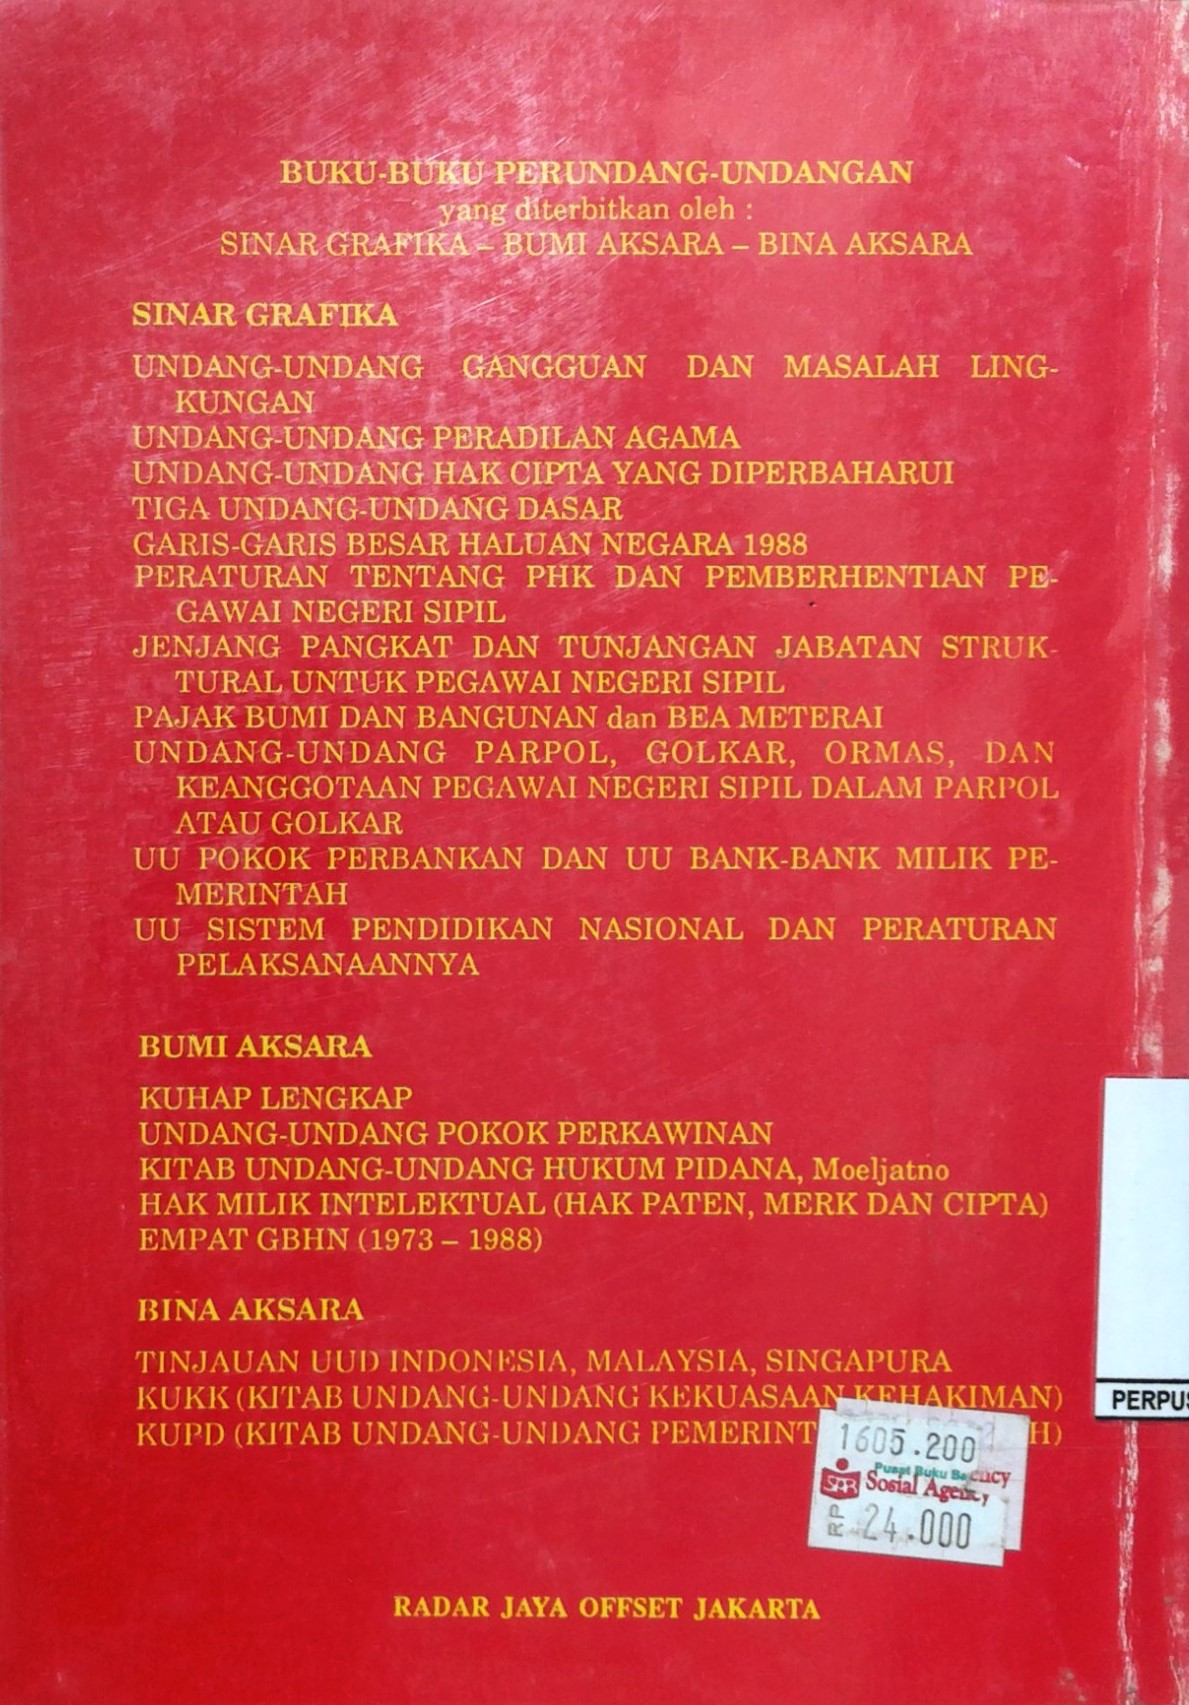 BUKU-BUKU PERUNDANG-UNDANGAN
yang diterbitkan oleh :
SINAR GRAFIKA – BUMI AKSARA – BINA AKSARA
SINAR GRAFIKA
UNDANG-UNDANG GANGGUAN DAN MASALAH LING-
KUNGAN
UNDANG-UNDANG PERADILAN AGAMA
UNDANG-UNDANG HAK CIPTA YANG DIPERBAHARUI
TIGA UNDANG-UNDANG DASAR
GARIS-GARIS BESAR HALUAN NEGARA 1988
PERATURAN TENTANG PHK DAN PEMBERHENTIAN PE-
GAWAI NEGERI SIPIL
JENJANG PANGKAT DAN TUNJANGAN JABATAN STRUK-
TURAL UNTUK PEGAWAI NEGERI SIPIL
PAJAK BUMI DAN BANGUNAN dan BEA METERAI
UNDANG-UNDANG PARPOL, GOLKAR, ORMAS, DAN
KEANGGOTAAN PEGAWAI NEGERI SIPIL DALAM PARPOL
ATAU GOLKAR
UU POKOK PERBANKAN DAN UU BANK-BANK MILIK PE-
MERINTAH
UU SISTEM PENDIDIKAN NASIONAL DAN PERATURAN
PELAKSANAANNYA
BUMI AKSARA
KUHAP LENGKAP
UNDANG-UNDANG POKOK PERKAWINAN
KITAB UNDANG-UNDANG HUKUM PIDANA, Moeljatno
HAK MILIK INTELEKTUAL (HAK PATEN, MERK DAN CIPTA)
EMPAT GBHN (1973 – 1988)
BINA AKSARA
TINJAUAN UUD INDONESIA, MALAYSIA, SINGAPURA
KUKK (KITAB UNDANG-UNDANG KEKUASAAN KEHAKIMAN)
KUPD (KITAB UNDANG-UNDANG PEMERINT H)
PERPUS
1605.200
Pusat Buku
Sosial Agency
SAR
RP 24.000
RADAR JAYA OFFSET JAKARTA